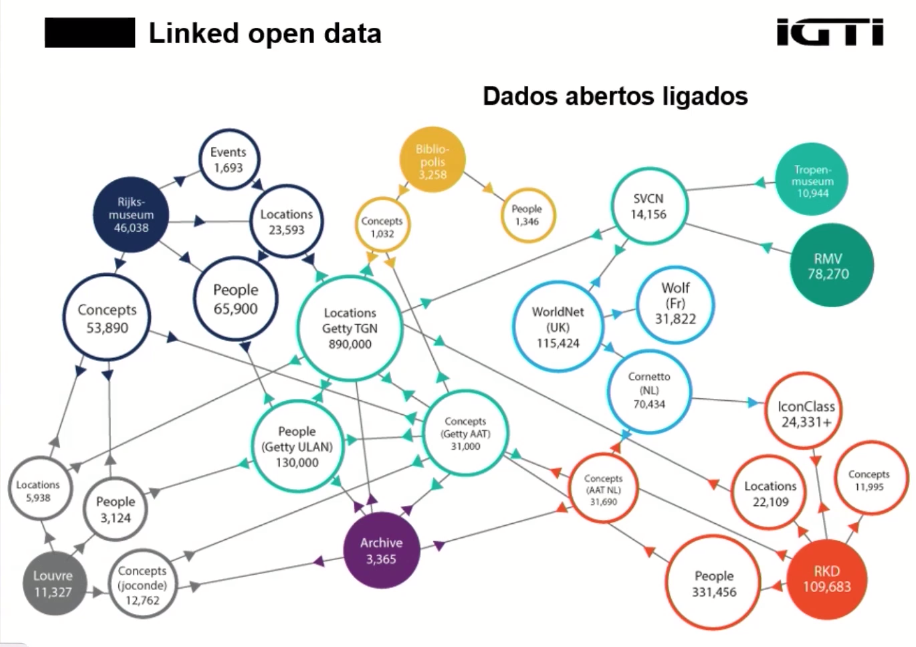 Linked open data
iGTi
Dados abertos ligados
Events
1,693
Biblio-
polis
3,258
Tropen-
museum
10,944
Rijks-
museum
46,038
Locations
23,593
Concepts
1,032
People
1,346
SVCN
14,156
RMV
78,270
People
65,900
Concepts
53,890
Locations
Getty TGN
890,000
WorldNet
(UK)
115,424
Wolf
(Fr)
31,822
Cornetto
(NL)
70,434
IconClass
24,331+
People
(Getty ULAN)
130,000
Concepts
(Getty AAT)
31,000
Locations
5,938
People
3,124
Concepts
(AAT NL)
31,690
Locations
22,109
Concepts
11,995
Louvre
11,327
Concepts
(joconde)
12,762
Archive
3,365
People
331,456
RKD
109,683